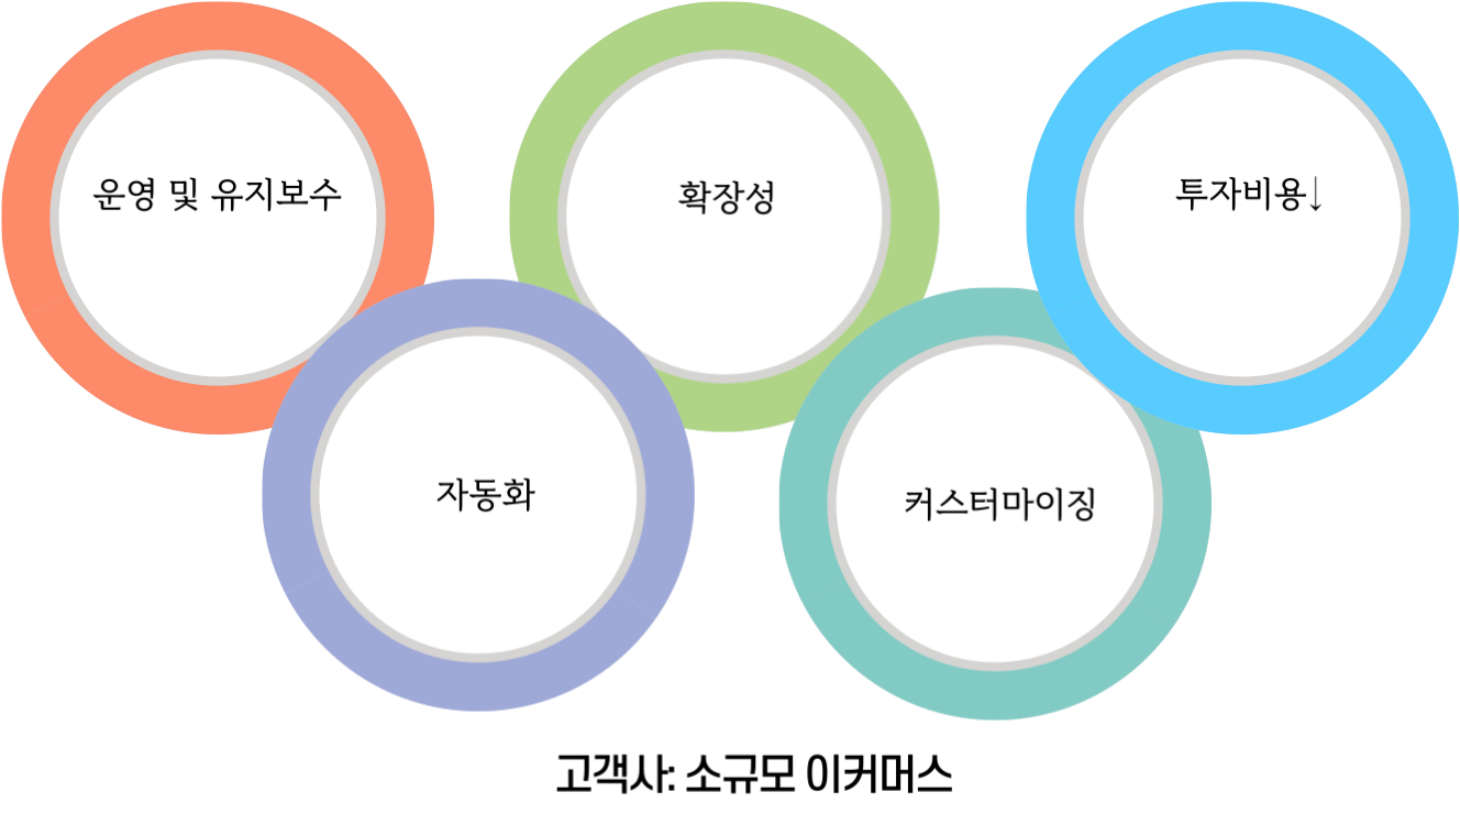 운영 및 유지보수
확장성
투자비용↓
자동화
커스터마이징
고객사: 소규모 이커머스